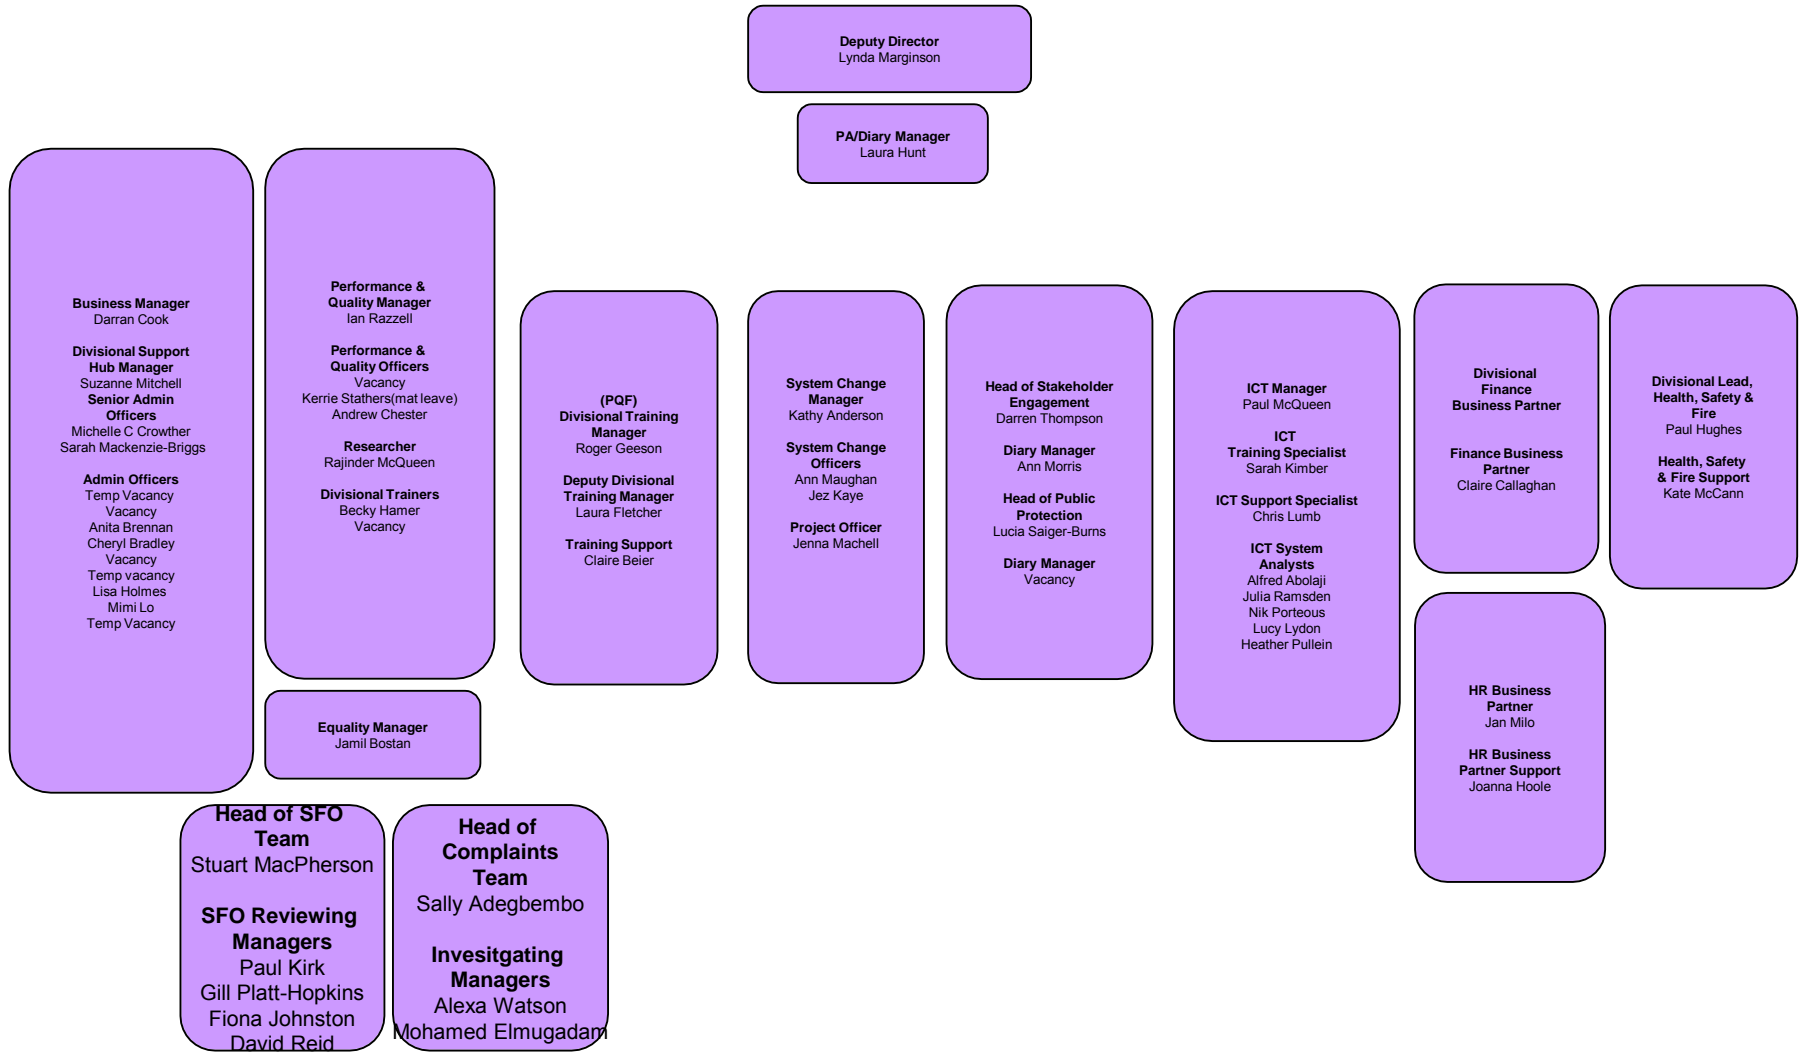 Deputy Director
Lynda Marginson
PA/Diary Manager
Laura Hunt
Business Manager
Darran Cook
Divisional Support
Hub Manager
Suzanne Mitchell
Senior Admin
Officers
Michelle C Crowther
Sarah Mackenzie-Briggs
Admin Officers
Temp Vacancy
Vacancy
Anita Brennan
Cheryl Bradley
Vacancy
Temp vacancy
Lisa Holmes
Mimi Lo
Temp Vacancy
Performance &
Quality Manager
Ian Razzell
Performance &
Quality Officers
Vacancy
Kerrie Stathers(mat leave)
Andrew Chester
Researcher
Rajinder McQueen
Divisional Trainers
Becky Hamer
Vacancy
Equality Manager
Jamil Bostan
(PQF)
Divisional Training
Manager
Roger Geeson
Deputy Divisional
Training Manager
Laura Fletcher
Training Support
Claire Beier
System Change
Manager
Kathy Anderson
System Change
Officers
Ann Maughan
Jez Kaye
Project Officer
Jenna Machell
Head of Stakeholder
Engagement
Darren Thompson
Diary Manager
Ann Morris
Head of Public
Protection
Lucia Saiger-Burns
Diary Manager
Vacancy
ICT Manager
Paul McQueen
ICT
Training Specialist
Sarah Kimber
ICT Support Specialist
Chris Lumb
ICT System
Analysts
Alfred Abolaji
Julia Ramsden
Nik Porteous
Lucy Lydon
Heather Pullein
Divisional
Finance
Business Partner
Finance Business
Partner
Claire Callaghan
Divisional Lead,
Health, Safety &
Fire
Paul Hughes
Health, Safety
& Fire Support
Kate McCann
HR Business
Partner
Jan Milo
HR Business
Partner Support
Joanna Hoole
Head of SFO
Team
Stuart MacPherson
SFO Reviewing
Managers
Paul Kirk
Gill Platt-Hopkins
Fiona Johnston
David Reid
Head of
Complaints
Team
Sally Adegbembo
Invesitgating
Managers
Alexa Watson
Mohamed Elmugadam